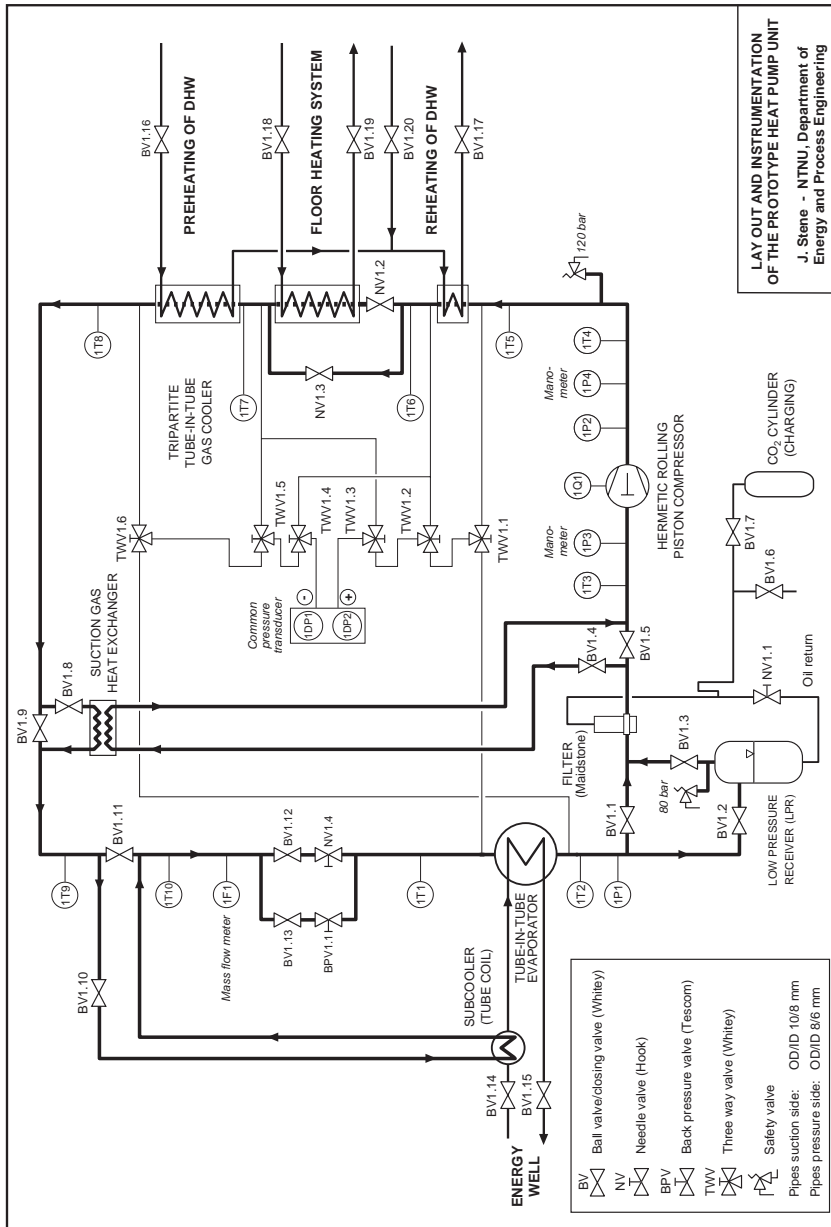 BV1.16
PREHEATING OF DHW
BV1.18
FLOOR HEATING SYSTEM
BV1.19
BV1.20
REHEATING OF DHW
BV1.17
LAY OUT AND INSTRUMENTATION
OF THE PROTOTYPE HEAT PUMP UNIT
J. Stene - NTNU, Department of
Energy and Process Engineering
120 bar
NV1.2
NV1.3
1T8
1T7
1T6
1T5
1T4
Mano-
meter
1P4
1P2
TRIPARTITE
TUBE-IN-TUBE
GAS COOLER
TWV1.6
TWV1.5
TWV1.4
TWV1.3
TWV1.2
TWV1.1
1Q1
HERMETIC ROLLING
PISTON COMPRESSOR
CO2 CYLINDER
(CHARGING)
BV1.7
BV1.6
Common
pressure
transducer
1DP1
-
1DP2
+
Mano-
meter
1P3
1T3
SUCTION GAS
HEAT EXCHANGER
BV1.8
BV1.9
BV1.4
BV1.5
FILTER
(Maidstone)
NV1.1
Oil return
BV1.3
80 bar
BV1.1
BV1.2
LOW PRESSURE
RECEIVER (LPR)
BV1.11
1T9
1T10
1F1
Mass flow meter
BV1.12
NV1.4
BV1.13
BPV1.1
1T1
1T2
1P1
BV1.10
SUBCOOLER
(TUBE COIL)
TUBE-IN-TUBE
EVAPORATOR
BV1.14
BV1.15
ENERGY
WELL
BV Ball valve/closing valve (Whitey)
NV Needle valve (Hook)
BPV Back pressure valve (Tescom)
TWV Three way valve (Whitey)
Safety valve
Pipes suction side: OD/ID 10/8 mm
Pipes pressure side: OD/ID 8/6 mm